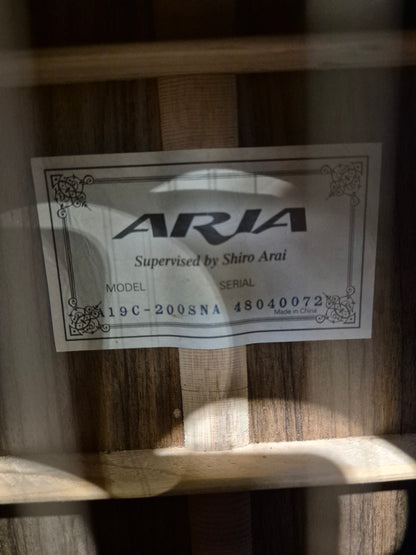 ARIA
Supervised by Shiro Arai
MODEL SERIAL
A19C-200SNA 48040072
Made in China